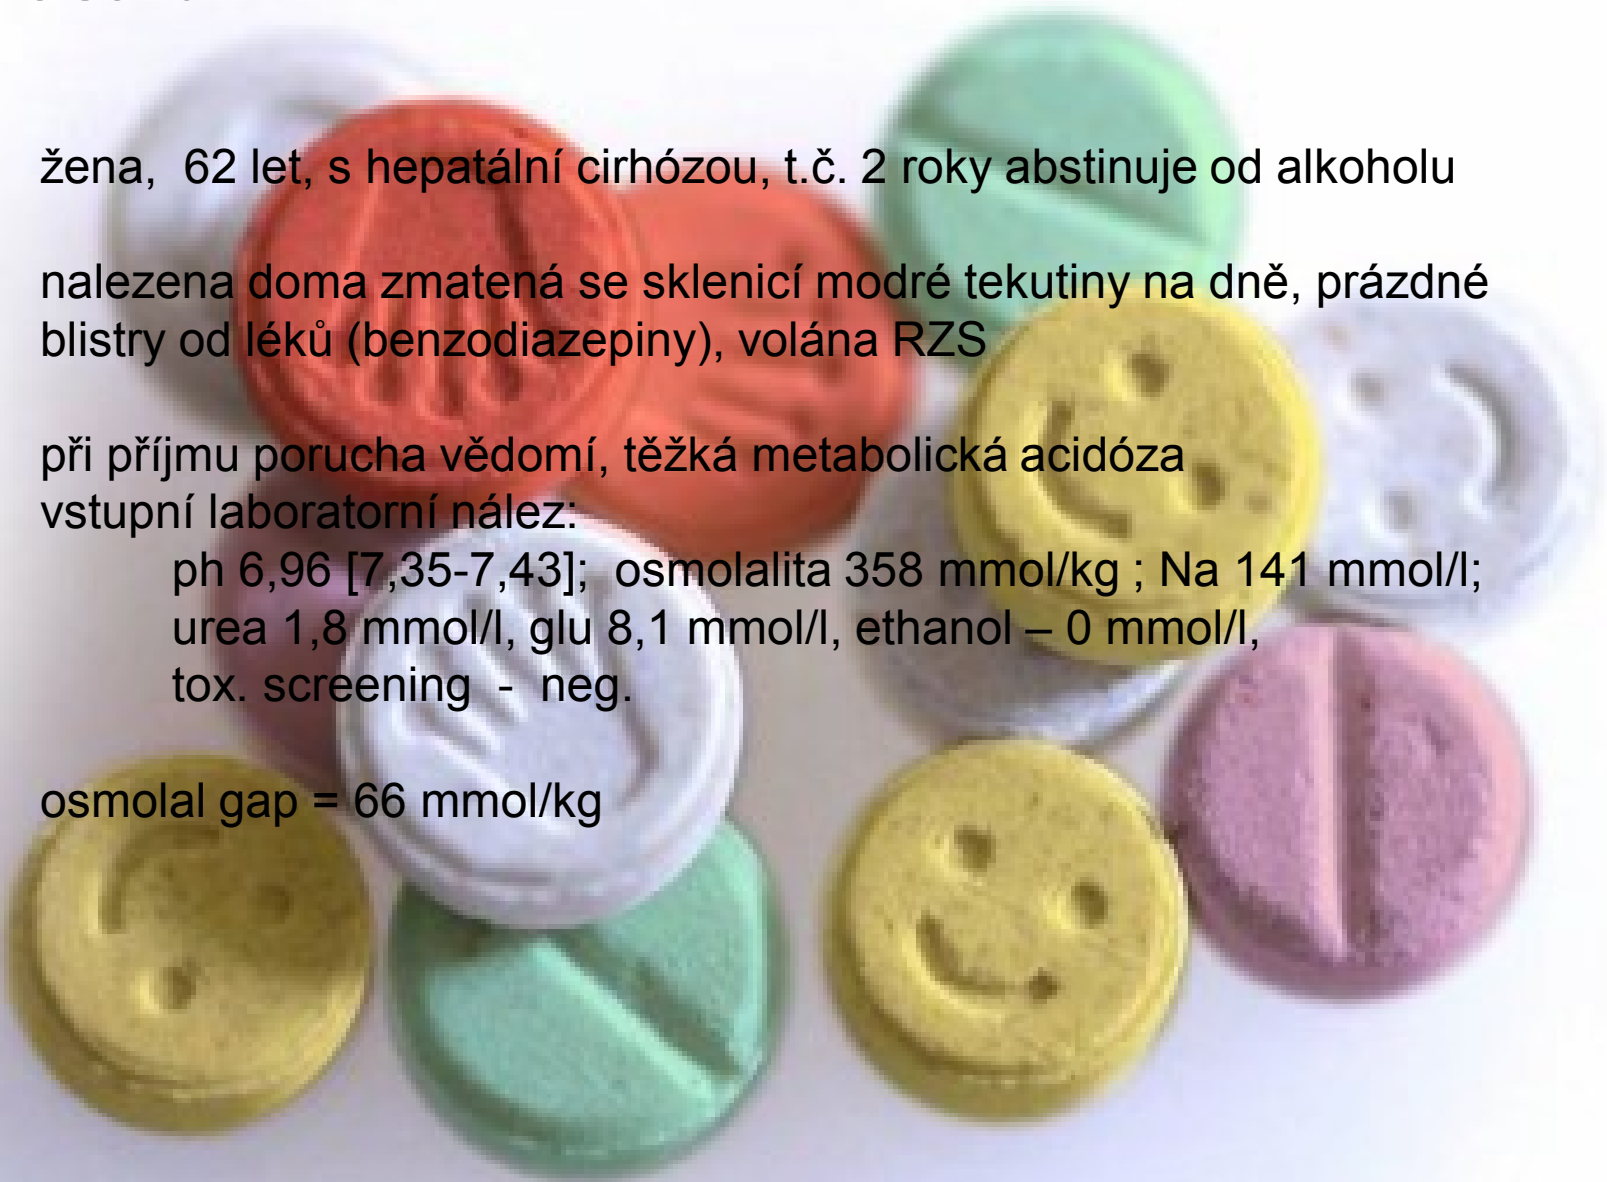 žena, 62 let, s hepatální cirhózou, t.č. 2 roky abstinuje od alkoholu
nalezena doma zmatená se sklenicí modré tekutiny na dně, prázdné
blistry od léků (benzodiazepiny), volána RZS
při příjmu porucha vědomí, těžká metabolická acidóza
vstupní laboratorní nález:
ph 6,96 [7,35-7,43]; osmolalita 358 mmol/kg ; Na 141 mmol/l;
urea 1,8 mmol/l, glu 8,1 mmol/l, ethanol – 0 mmol/l,
tox. screening - neg.
osmolal gap = 66 mmol/kg